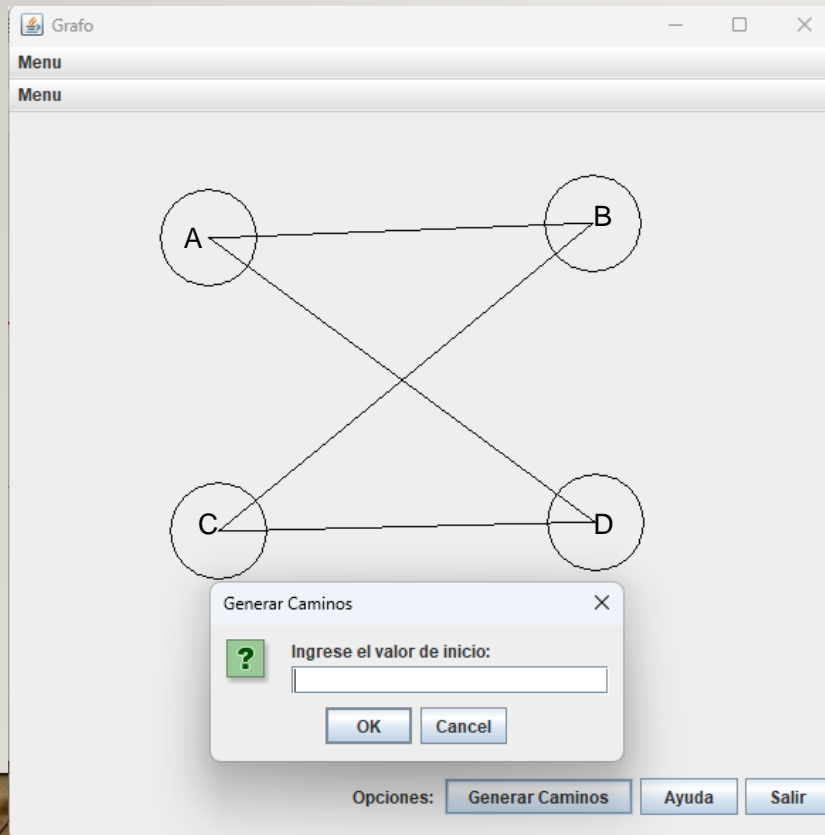 Grafo
Menu
Menu
A
B
C
D
Generar Caminos
?
Ingrese el valor de inicio:
OK Cancel
Opciones: Generar Caminos Ayuda Salir